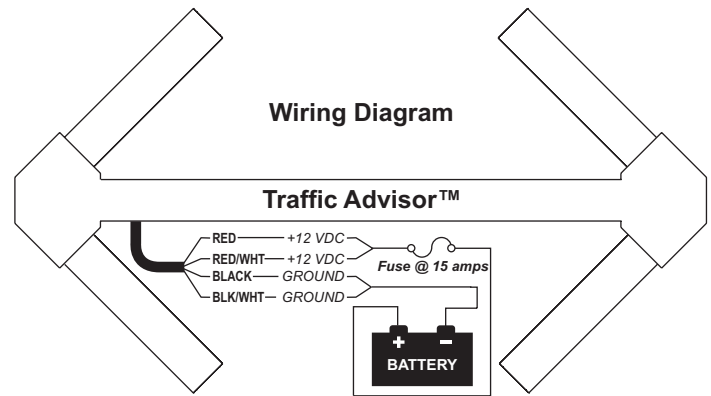 Wiring Diagram
Traffic Advisor™
RED +12 VDC
RED/WHT +12 VDC
Fuse @ 15 amps
BLACK GROUND
BLK/WHT GROUND
+ −
BATTERY